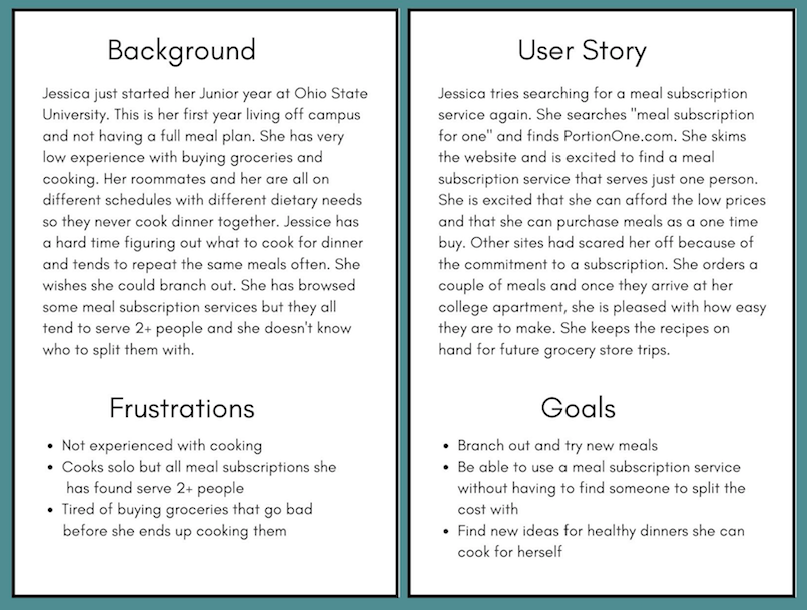 Background
Jessica just started her Junior year at Ohio State
University. This is her first year living off campus
and not having a full meal plan. She has very
low experience with buying groceries and
cooking. Her roommates and her are all on
different schedules with different dietary needs
so they never cook dinner together. Jessice has
a hard time figuring out what to cook for dinner
and tends to repeat the same meals often. She
wishes she could branch out. She has browsed
some meal subscription services but they all
tend to serve 2+ people and she doesn't know
who to split them with.
Frustrations
• Not experienced with cooking
• Cooks solo but all meal subscriptions she
has found serve 2+ people
• Tired of buying groceries that go bad
before she ends up cooking them
User Story
Jessica tries searching for a meal subscription
service again. She searches "meal subscription
for one" and finds PortionOne.com. She skims
the website and is excited to find a meal
subscription service that serves just one person.
She is excited that she can afford the low prices
and that she can purchase meals as a one time
buy. Other sites had scared her off because of
the commitment to a subscription. She orders a
couple of meals and once they arrive at her
college apartment, she is pleased with how easy
they are to make. She keeps the recipes on
hand for future grocery store trips.
Goals
• Branch out and try new meals
• Be able to use a meal subscription service
without having to find someone to split the
cost with
• Find new ideas for healthy dinners she can
cook for herself